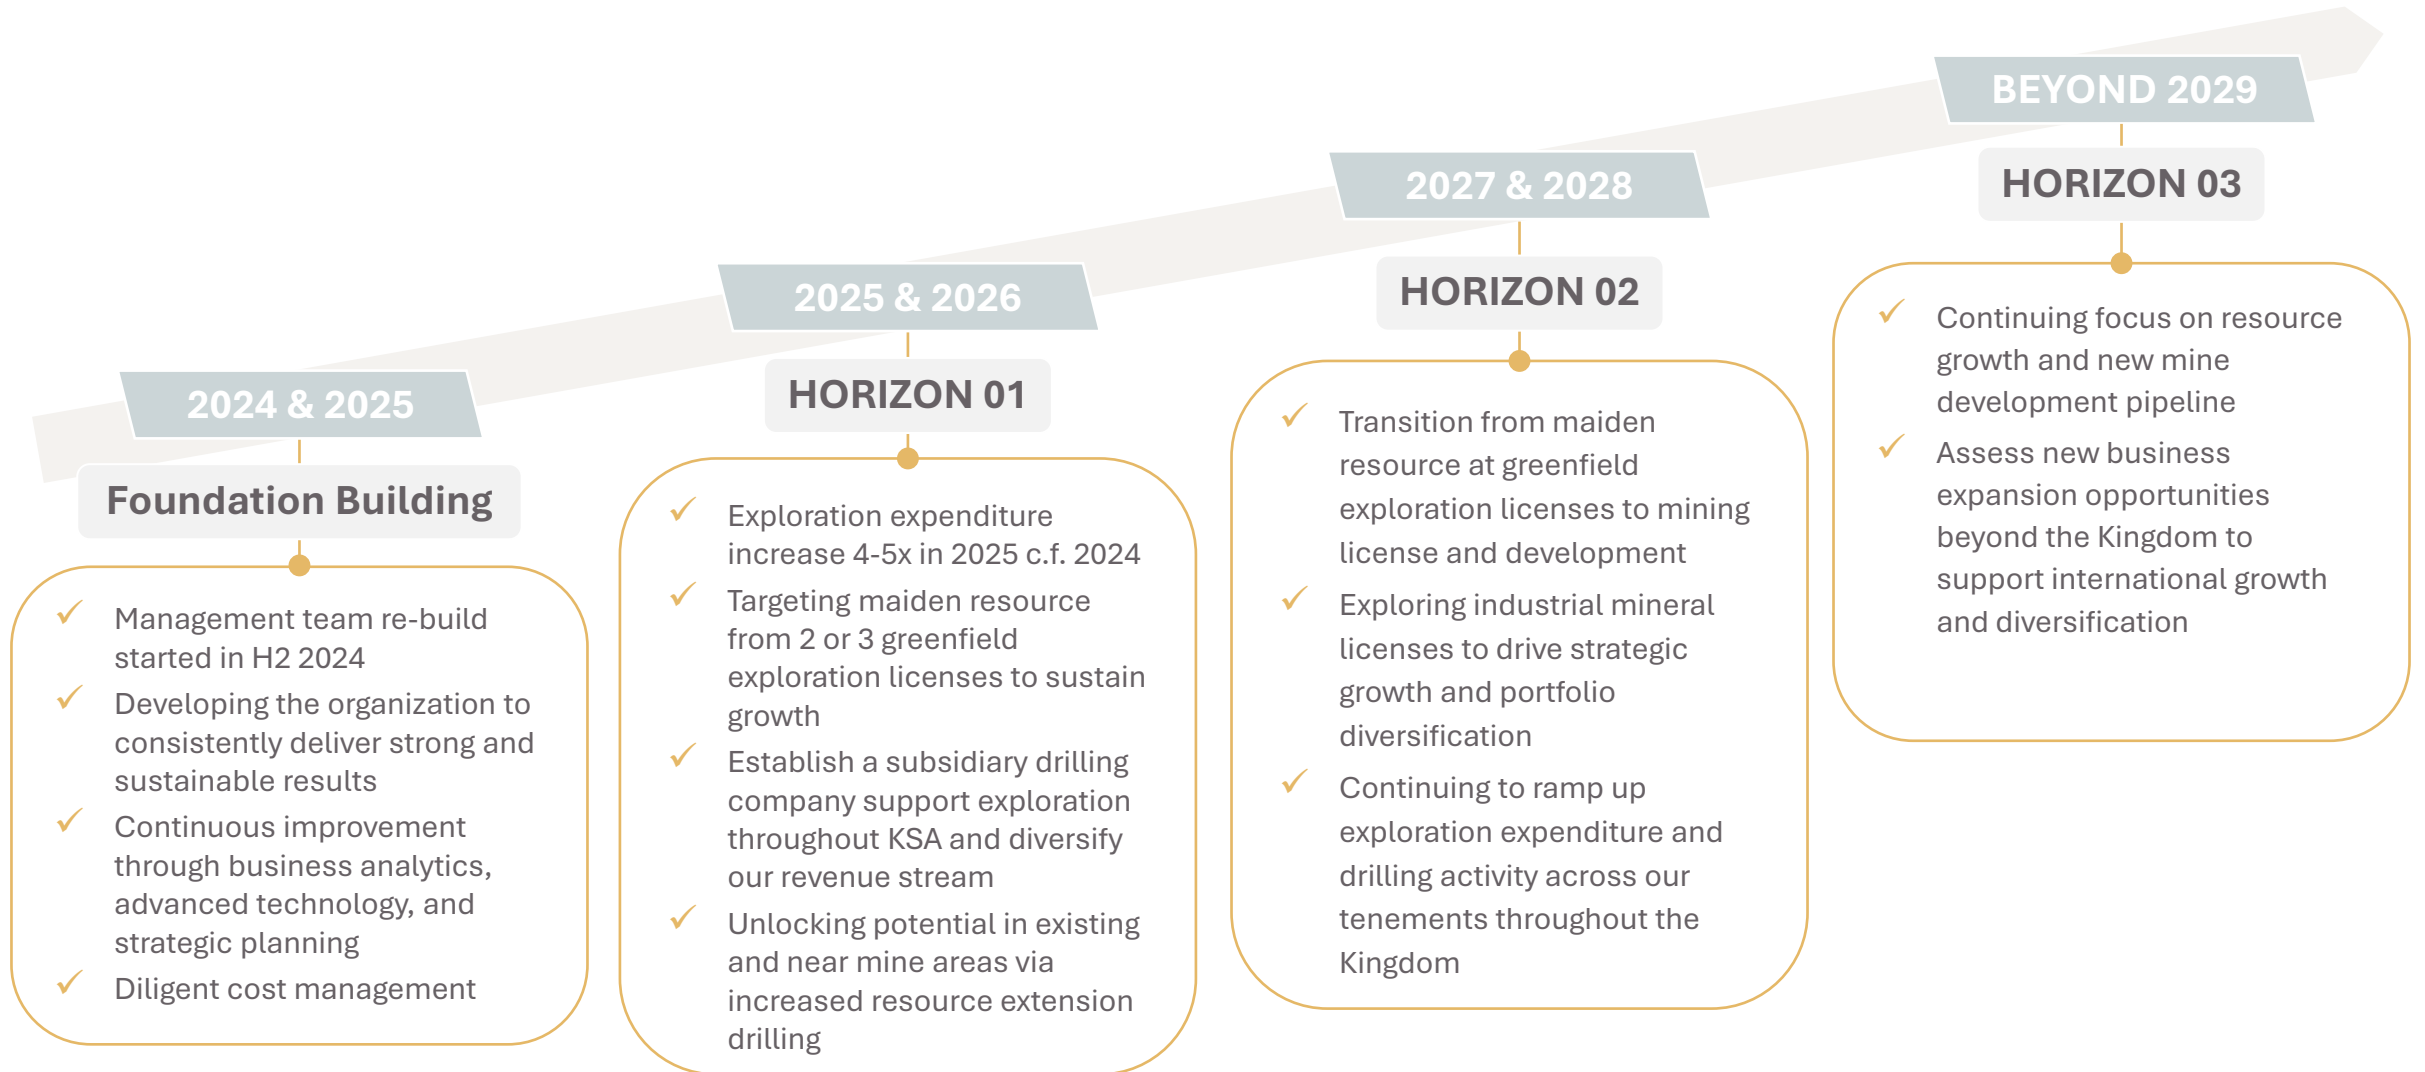 2024 & 2025
Foundation Building
Management team re-build
started in H2 2024
Developing the organization to
consistently deliver strong and
sustainable results
Continuous improvement
through business analytics,
advanced technology, and
strategic planning
Diligent cost management
2025 & 2026
HORIZON 01
Exploration expenditure
increase 4-5x in 2025 c.f. 2024
Targeting maiden resource
from 2 or 3 greenfield
exploration licenses to sustain
growth
Establish a subsidiary drilling
company support exploration
throughout KSA and diversify
our revenue stream
Unlocking potential in existing
and near mine areas via
increased resource extension
drilling
2027 & 2028
HORIZON 02
Transition from maiden
resource at greenfield
exploration licenses to mining
license and development
Exploring industrial mineral
licenses to drive strategic
growth and portfolio
diversification
Continuing to ramp up
exploration expenditure and
drilling activity across our
tenements throughout the
Kingdom
BEYOND 2029
HORIZON 03
Continuing focus on resource
growth and new mine
development pipeline
Assess new business
expansion opportunities
beyond the Kingdom to
support international growth
and diversification